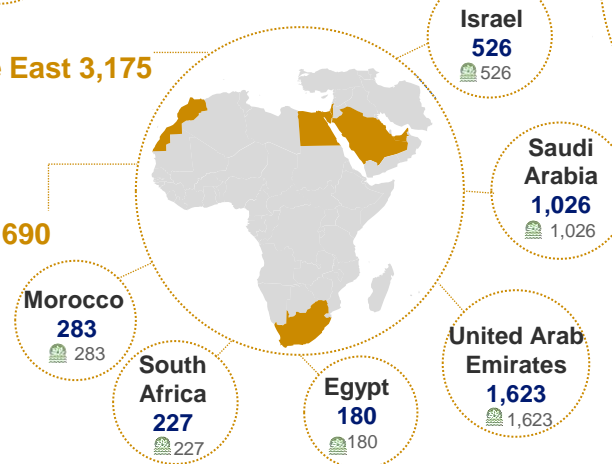 Israel
526
526
East 3,175
Saudi
Arabia
1,026
1,026
690
Morocco
283
283
South
Africa
227
227
Egypt
180
180
United Arab
Emirates
1,623
1,623